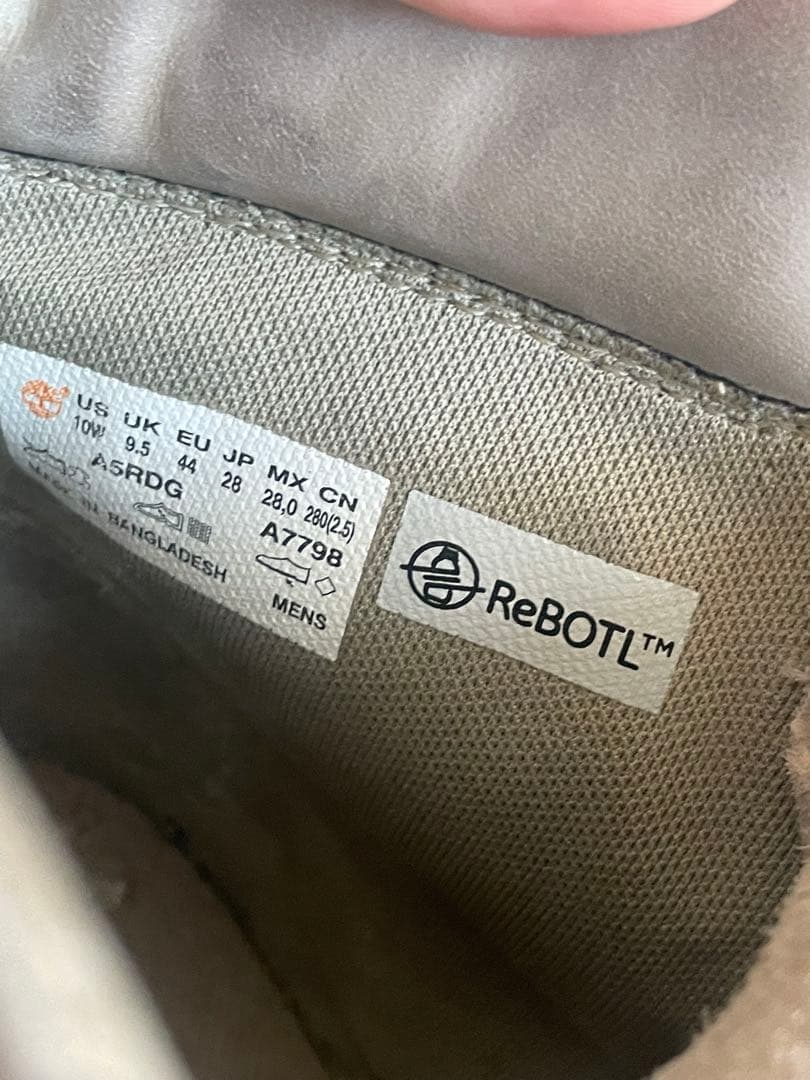 US UK EU JP MX CN
10W 9.5 44 28 28,0 280(2.5)
A5RDG A7798
MADE IN BANGLADESH MENS
ReBOTL™